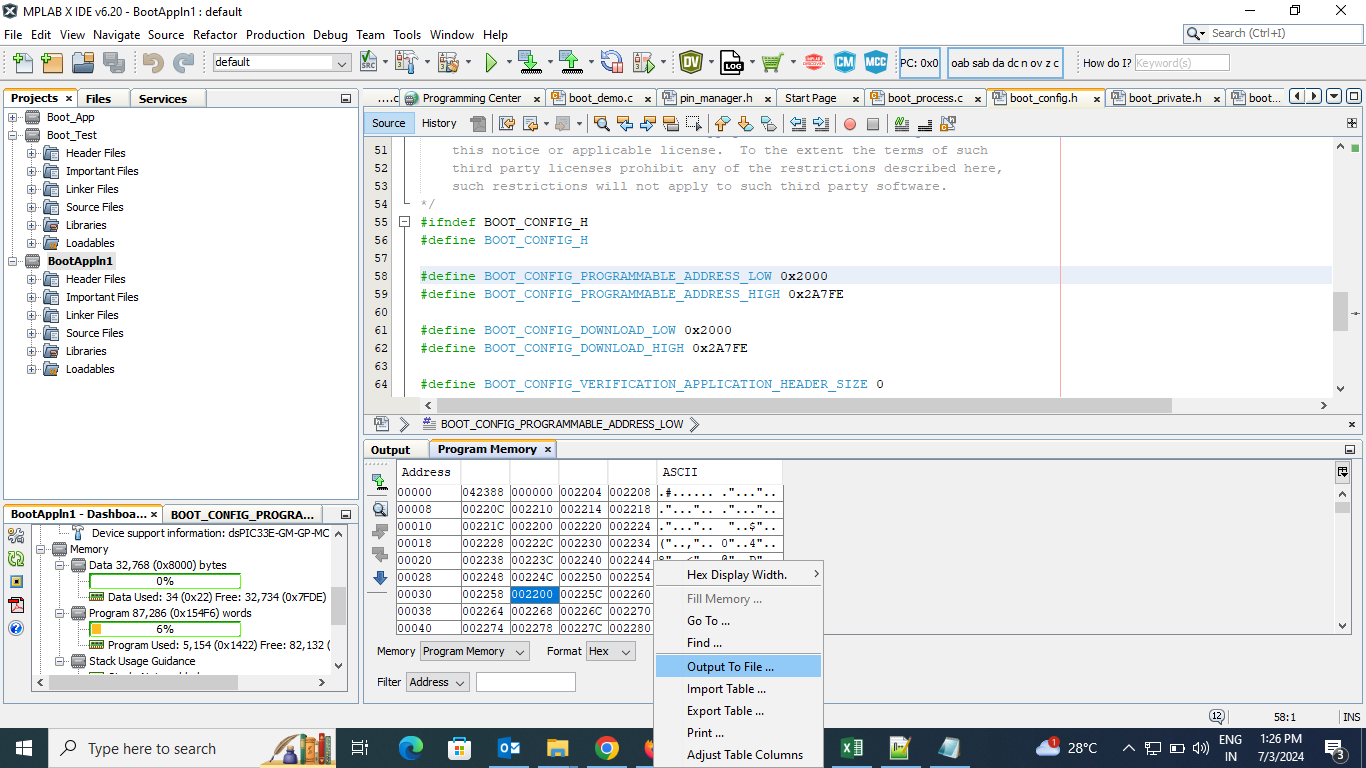 MPLAB X IDE v6.20 - BootAppln1 : default
File Edit View Navigate Source Refactor Production Debug Team Tools Window Help
Search (Ctrl+I)
default
PC: 0x0
oab sab da dc n ov z c
How do I?
Keyword(s)
Projects
Files
Services
Boot_App
Boot_Test
Header Files
Important Files
Linker Files
Source Files
Libraries
Loadables
BootAppln1
Header Files
Important Files
Linker Files
Source Files
Libraries
Loadables
....c
Programming Center
boot_demo.c
pin_manager.h
Start Page
boot_process.c
boot_config.h
boot_private.h
boot...
Source
History
51 this notice or applicable license.  To the extent the terms of such
52 third party licenses prohibit any of the restrictions described here,
53 such restrictions will not apply to such third party software.
54 */
55 #ifndef BOOT_CONFIG_H
56 #define BOOT_CONFIG_H
57
58 #define BOOT_CONFIG_PROGRAMMABLE_ADDRESS_LOW 0x2000
59 #define BOOT_CONFIG_PROGRAMMABLE_ADDRESS_HIGH 0x2A7FE
60
61 #define BOOT_CONFIG_DOWNLOAD_LOW 0x2000
62 #define BOOT_CONFIG_DOWNLOAD_HIGH 0x2A7FE
63
64 #define BOOT_CONFIG_VERIFICATION_APPLICATION_HEADER_SIZE 0
BOOT_CONFIG_PROGRAMMABLE_ADDRESS_LOW
BootAppln1 - Dashboa...
BOOT_CONFIG_PROGRA...
Device support information: dsPIC33E-GM-GP-MC
Memory
Data 32,768 (0x8000) bytes
0%
Data Used: 34 (0x22) Free: 32,734 (0x7FDE)
Program 87,286 (0x154F6) words
6%
Program Used: 5,154 (0x1422) Free: 82,132 (
Stack Usage Guidance
Output
Program Memory
Address ASCII
00000 042388 000000 002204 002208 .#...... ."..."..
00008 00220C 002210 002214 002218 ."...".. ."..."..
00010 00221C 002200 002220 002224 ."..."..  "..$"..
00018 002228 00222C 002230 002234 ("..,".. 0"..4"..
00020 002238 00223C 002240 002244
00028 002248 00224C 002250 002254
00030 002258 002200 00225C 002260
00038 002264 002268 00226C 002270
00040 002274 002278 00227C 002280
Memory
Program Memory
Format
Hex
Filter
Address
Hex Display Width.
Fill Memory ...
Go To ...
Find ...
Output To File ...
Import Table ...
Export Table ...
Print ...
Adjust Table Columns
12
58:1
INS
Type here to search
1
28°C
ENG
IN
1:26 PM
7/3/2024
3